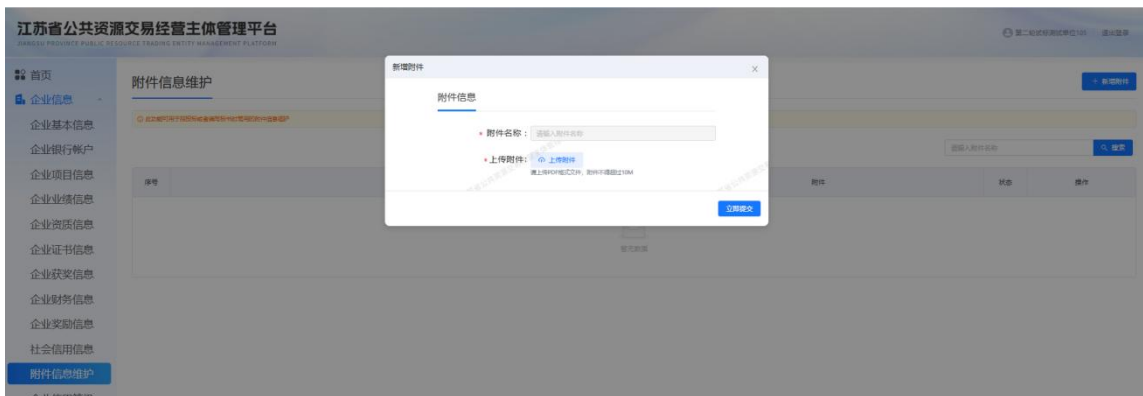 江苏省公共资源交易经营主体管理平台
JIANGSU PROVINCE PUBLIC RESOURCE TRADING ENTITY MANAGEMENT PLATFORM
退出登录
首页
企业信息
企业基本信息
企业银行帐户
企业项目信息
企业业绩信息
企业资质信息
企业证书信息
企业获奖信息
企业财务信息
企业奖励信息
社会信用信息
附件信息维护
附件信息维护
+ 新增附件
请输入附件名称
搜索
序号
附件
状态
操作
暂无数据
新增附件
附件信息
* 附件名称：
请输入附件名称
* 上传附件：
上传附件
请上传PDF格式文件，附件不得超过10M
立即提交